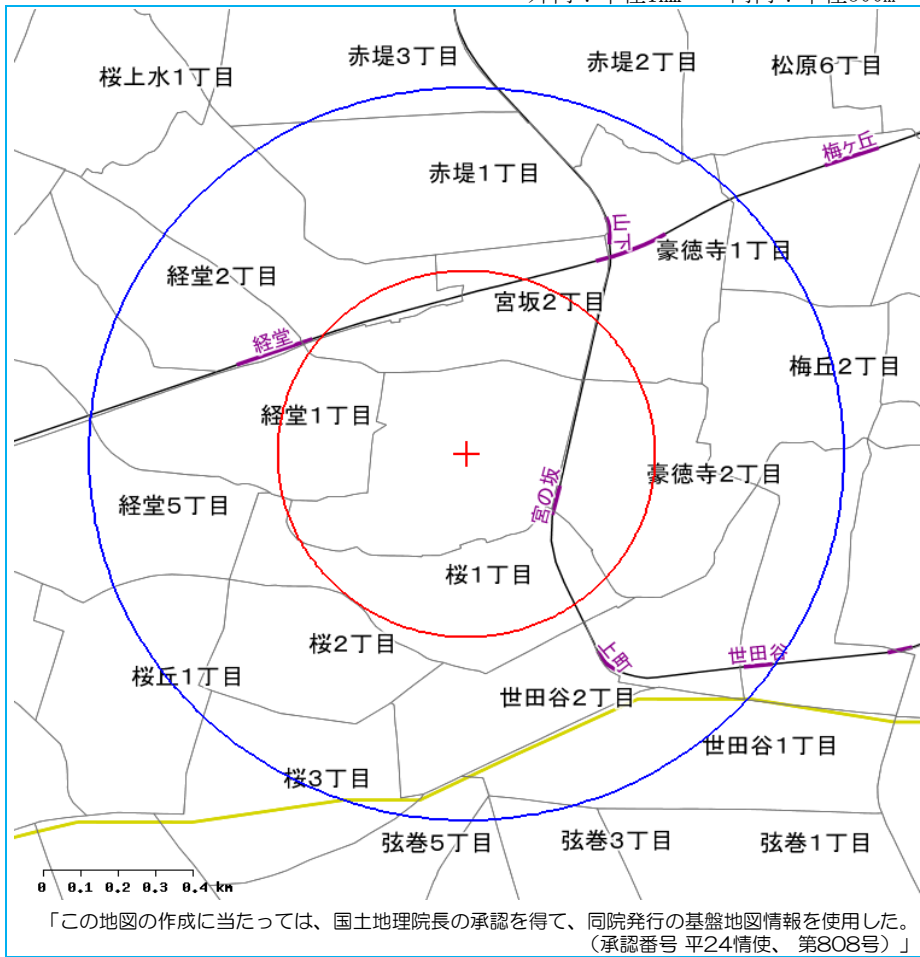 赤堤3丁目
赤堤2丁目
松原6丁目
桜上水1丁目
梅ヶ丘
赤堤1丁目
山下
豪徳寺1丁目
経堂2丁目
宮坂2丁目
経堂
梅丘2丁目
経堂1丁目
豪徳寺2丁目
宮の坂
経堂5丁目
桜1丁目
桜2丁目
上町
世田谷
桜丘1丁目
世田谷2丁目
世田谷1丁目
桜3丁目
弦巻5丁目
弦巻3丁目
弦巻1丁目
0 0.1 0.2 0.3 0.4 km
「この地図の作成に当たっては、国土地理院長の承認を得て、同院発行の基盤地図情報を使用した。
（承認番号 平24情使、 第808号）」